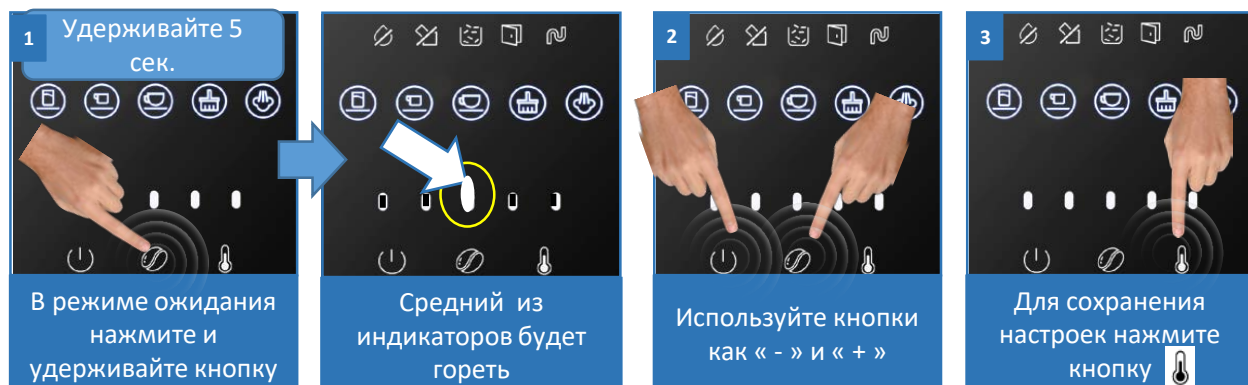 1
Удерживайте 5
сек.
В режиме ожидания
нажмите и
удерживайте кнопку
Средний из
индикаторов будет
гореть
2
Используйте кнопки
как « - » и « + »
3
Для сохранения
настроек нажмите
кнопку